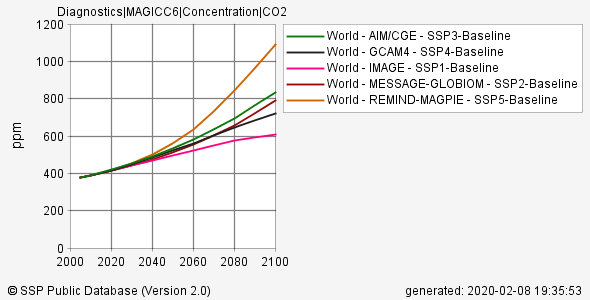 Diagnostics|MAGICC6|Concentration|CO2
1200
1000
800
600
400
200
0
ppm
2000 2020 2040 2060 2080 2100
World - AIM/CGE - SSP3-Baseline
World - GCAM4 - SSP4-Baseline
World - IMAGE - SSP1-Baseline
World - MESSAGE-GLOBIOM - SSP2-Baseline
World - REMIND-MAGPIE - SSP5-Baseline
© SSP Public Database (Version 2.0) generated: 2020-02-08 19:35:53